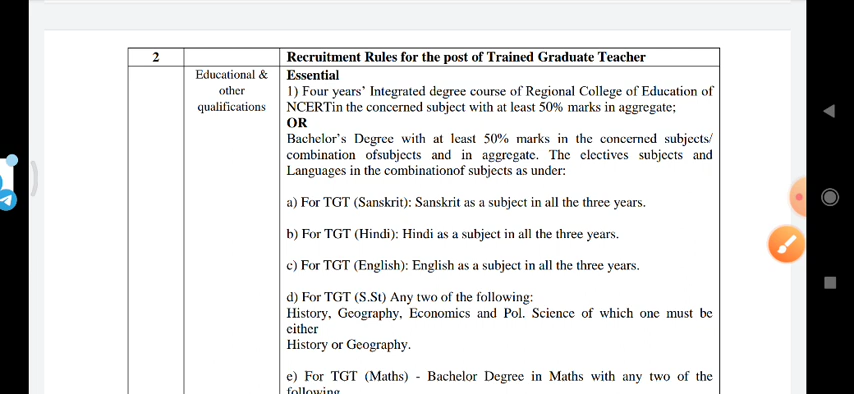 2 Recruitment Rules for the post of Trained Graduate Teacher
Educational &
other
qualifications
Essential
1) Four years' Integrated degree course of Regional College of Education of
NCERTin the concerned subject with at least 50% marks in aggregate;
OR
Bachelor's Degree with at least 50% marks in the concerned subjects/
combination ofsubjects and in aggregate. The electives subjects and
Languages in the combinationof subjects as under:
a) For TGT (Sanskrit): Sanskrit as a subject in all the three years.
b) For TGT (Hindi): Hindi as a subject in all the three years.
c) For TGT (English): English as a subject in all the three years.
d) For TGT (S.St) Any two of the following:
History, Geography, Economics and Pol. Science of which one must be
either
History or Geography.
e) For TGT (Maths) - Bachelor Degree in Maths with any two of the
following